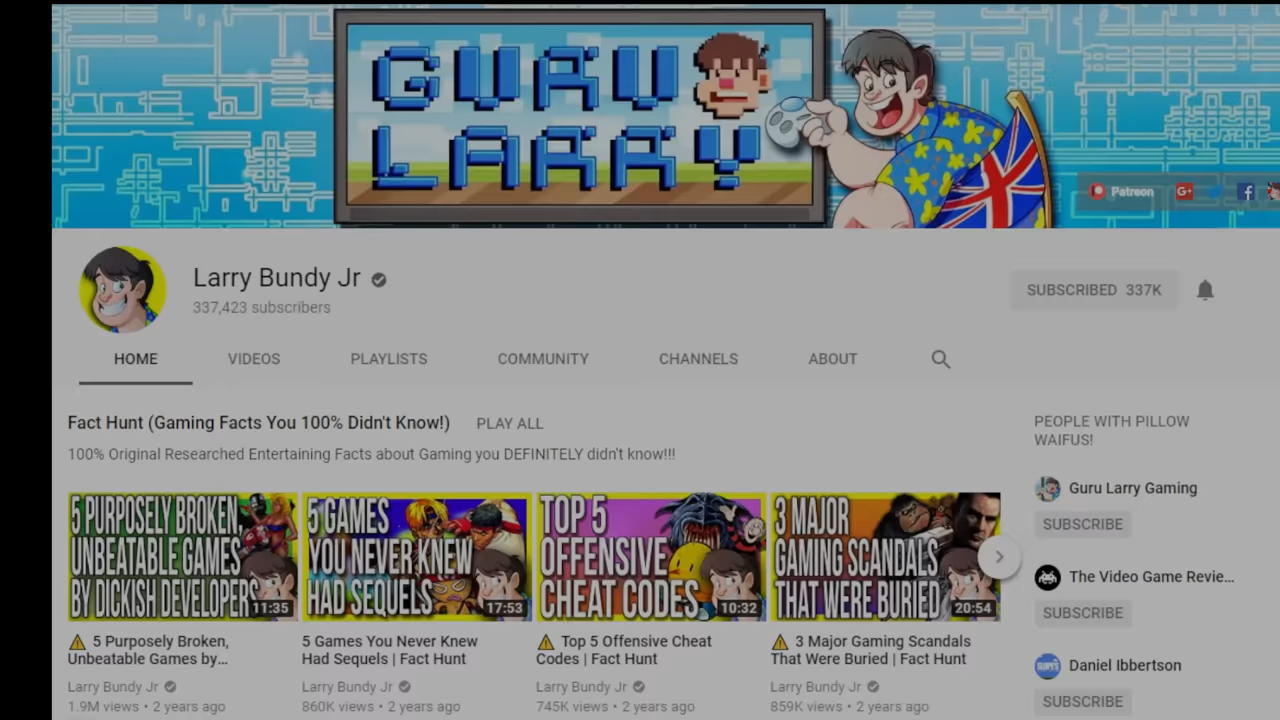 GURU
LARRY
Patreon
Larry Bundy Jr
337,423 subscribers
SUBSCRIBED 337K
HOME VIDEOS PLAYLISTS COMMUNITY CHANNELS ABOUT
Fact Hunt (Gaming Facts You 100% Didn't Know!) PLAY ALL
100% Original Researched Entertaining Facts about Gaming you DEFINITELY didn't know!!!
5 PURPOSELY BROKEN,
UNBEATABLE GAMES
BY DICKISH DEVELOPERS
11:35
5 GAMES
YOU NEVER KNEW
HAD SEQUELS
17:53
TOP 5
OFFENSIVE
CHEAT CODES
10:32
3 MAJOR
GAMING SCANDALS
THAT WERE BURIED
20:54
⚠ 5 Purposely Broken,
Unbeatable Games by...
Larry Bundy Jr
1.9M views • 2 years ago
5 Games You Never Knew
Had Sequels | Fact Hunt
Larry Bundy Jr
860K views • 2 years ago
⚠ Top 5 Offensive Cheat
Codes | Fact Hunt
Larry Bundy Jr
745K views • 2 years ago
⚠ 3 Major Gaming Scandals
That Were Buried | Fact Hunt
Larry Bundy Jr
859K views • 2 years ago
PEOPLE WITH PILLOW
WAIFUS!
Guru Larry Gaming
SUBSCRIBE
The Video Game Revie...
SUBSCRIBE
Daniel Ibbertson
SUBSCRIBE